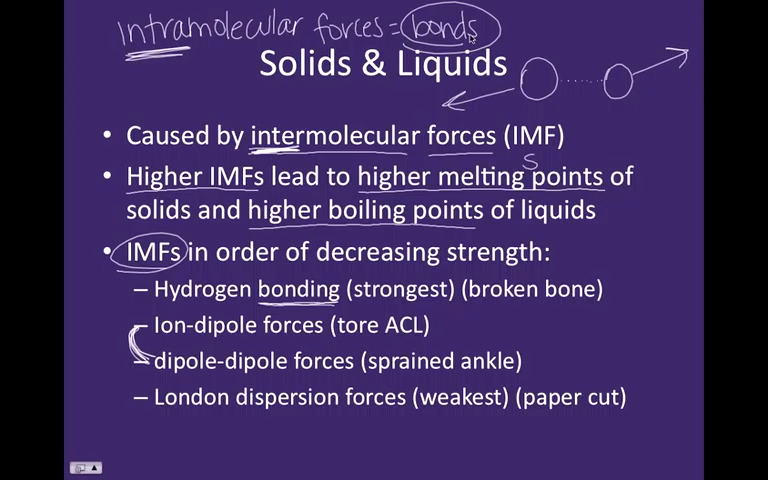 intramolecular forces = bonds
Solids & Liquids
• Caused by intermolecular forces (IMF)
s
• Higher IMFs lead to higher melting points of
solids and higher boiling points of liquids
• IMFs in order of decreasing strength:
– Hydrogen bonding (strongest) (broken bone)
– Ion-dipole forces (tore ACL)
– dipole-dipole forces (sprained ankle)
– London dispersion forces (weakest) (paper cut)